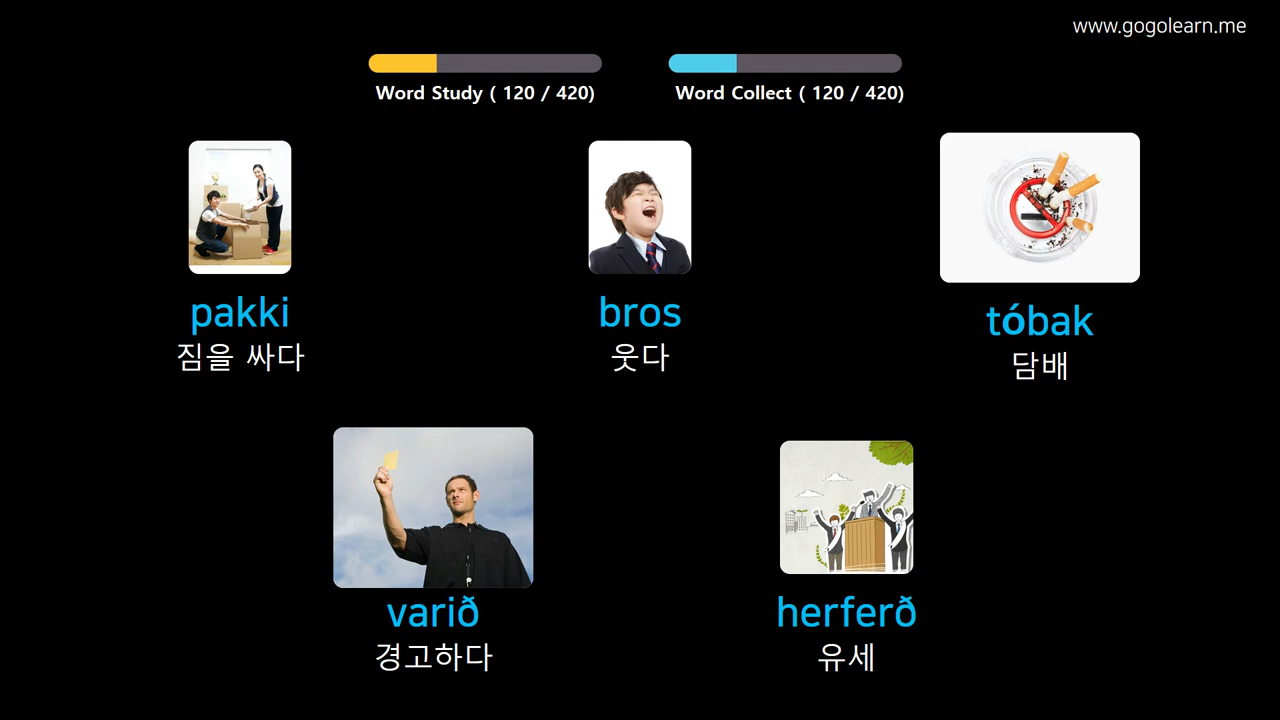 www.gogolearn.me
Word Study ( 120 / 420)
Word Collect ( 120 / 420)
pakki
짐을 싸다
bros
웃다
tóbak
담배
varið
경고하다
herferð
유세